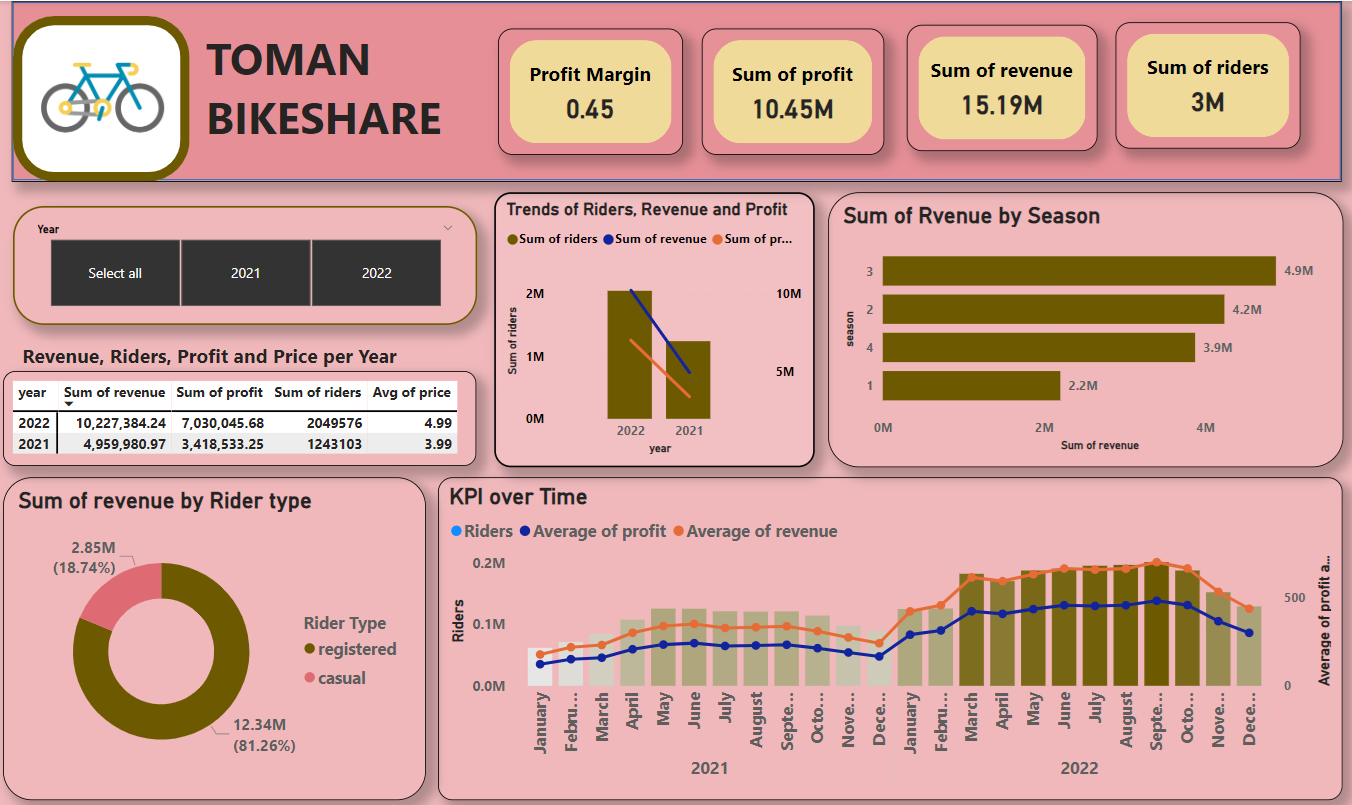 TOMAN
BIKESHARE
Profit Margin
0.45
Sum of profit
10.45M
Sum of revenue
15.19M
Sum of riders
3M
Year
Select all
2021
2022
Revenue, Riders, Profit and Price per Year
year Sum of revenue Sum of profit Sum of riders Avg of price
2022 10,227,384.24 7,030,045.68 2049576 4.99
2021 4,959,980.97 3,418,533.25 1243103 3.99
Trends of Riders, Revenue and Profit
Sum of riders Sum of revenue Sum of pr...
Sum of riders
2M
1M
0M
10M
5M
2022 2021
year
Sum of Rvenue by Season
season
3 4.9M
2 4.2M
4 3.9M
1 2.2M
0M 2M 4M
Sum of revenue
Sum of revenue by Rider type
2.85M
(18.74%)
12.34M
(81.26%)
Rider Type
registered
casual
KPI over Time
Riders Average of profit Average of revenue
Riders
0.2M
0.1M
0.0M
500
0
Average of profit a...
January Febru... March April May June July August Septe... Octo... Nove... Dece... January Febru... March April May June July August Septe... Octo... Nove... Dece...
2021 2022